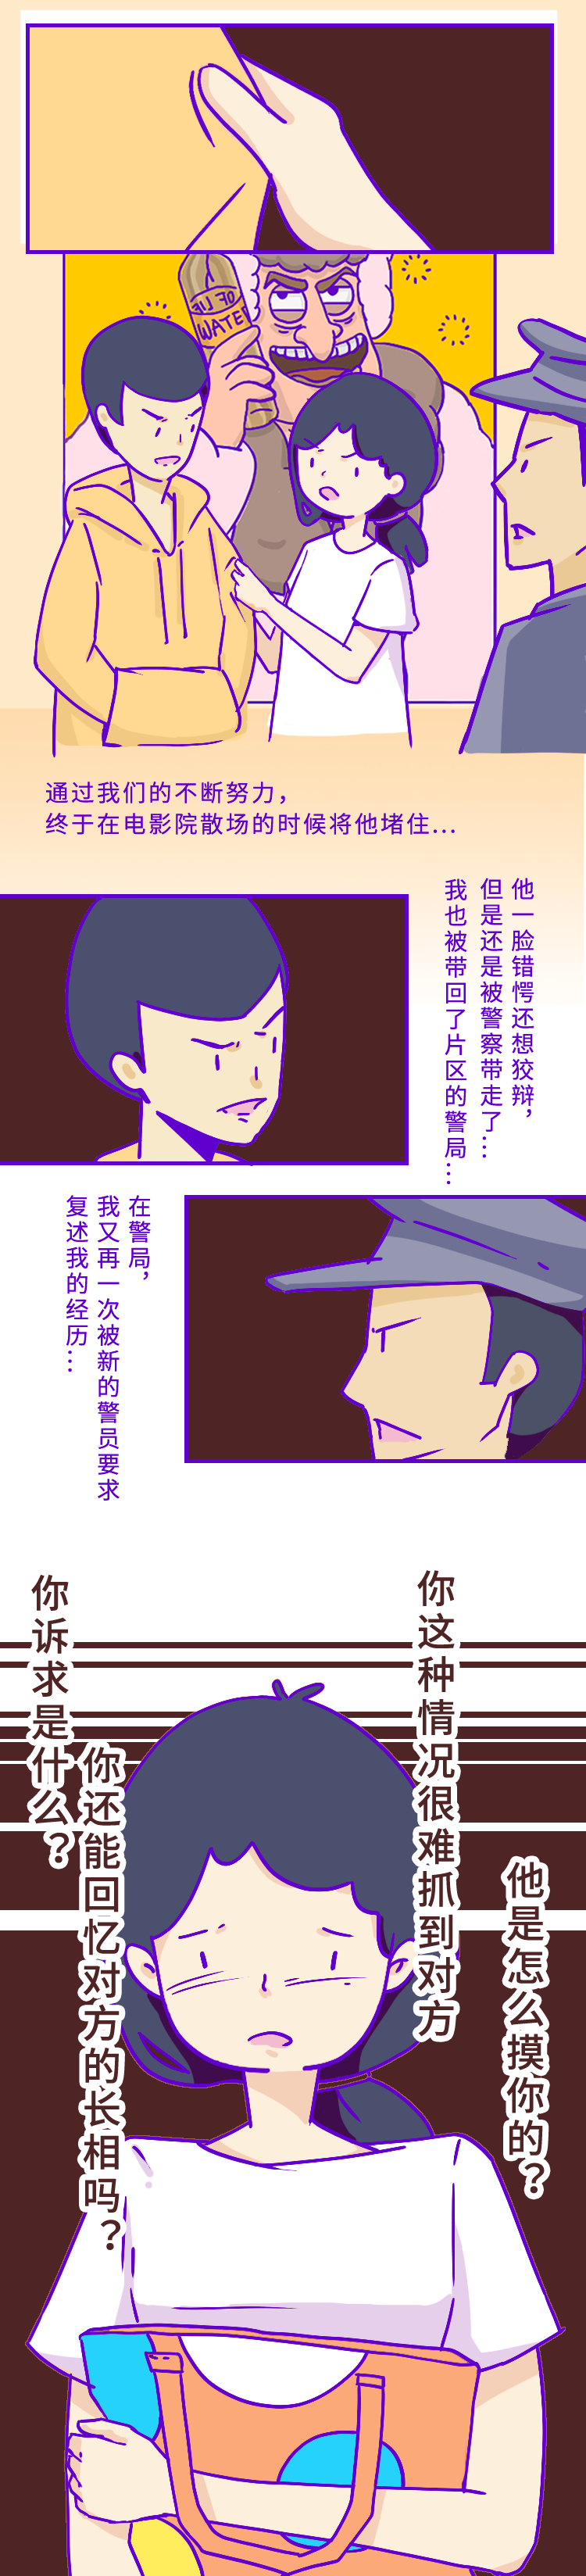 OF 70
WATER
通过我们的不断努力，
终于在电影院散场的时候将他堵住...
他一脸错愕还想狡辩，
但是还是被警察带走了...
我也被带回了片区的警局...
在警局，
我又再一次被新的警员要求
复述我的经历...
你这种情况很难抓到对方
你诉求是什么？
你还能回忆对方的长相吗？
他是怎么摸你的？